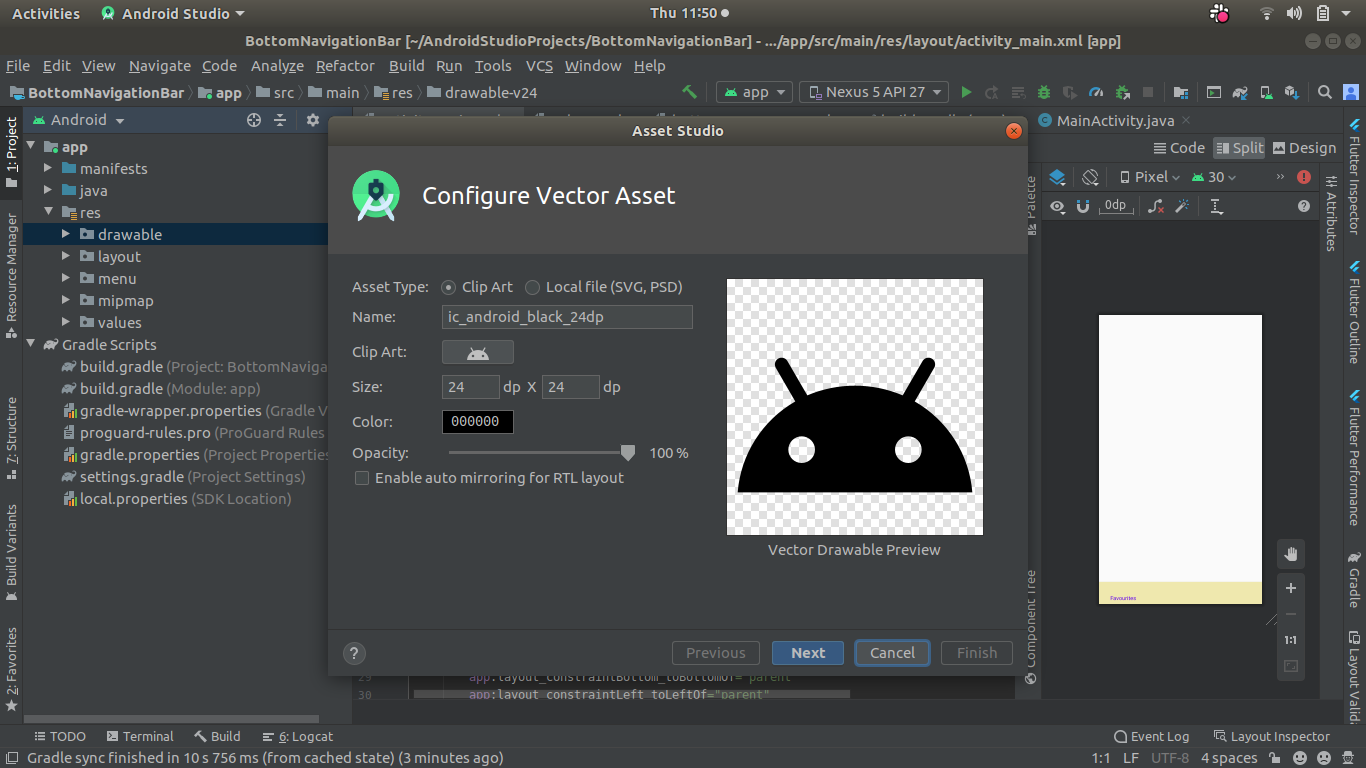 Activities Android Studio Thu 11:50
BottomNavigationBar [~/AndroidStudioProjects/BottomNavigationBar] - .../app/src/main/res/layout/activity_main.xml [app]
File Edit View Navigate Code Analyze Refactor Build Run Tools VCS Window Help
BottomNavigationBar app src main res drawable-v24 app Nexus 5 API 27
Android
MainActivity.java
Code Split Design
Pixel 30
0dp
1: Project
Resource Manager
7: Structure
Build Variants
2: Favorites
app
manifests
java
res
drawable
layout
menu
mipmap
values
Gradle Scripts
build.gradle (Project: BottomNaviga
build.gradle (Module: app)
gradle-wrapper.properties (Gradle V
proguard-rules.pro (ProGuard Rules
gradle.properties (Project Properties
settings.gradle (Project Settings)
local.properties (SDK Location)
Asset Studio
Configure Vector Asset
Asset Type: Clip Art Local file (SVG, PSD)
Name: ic_android_black_24dp
Clip Art:
Size: 24 dp X 24 dp
Color: 000000
Opacity: 100 %
Enable auto mirroring for RTL layout
Vector Drawable Preview
? Previous Next Cancel Finish
29 app:layout_constraintBottom_toBottomOf="parent"
30 app:layout_constraintLeft_toLeftOf="parent"
Palette
Component Tree
Favourites
1:1
Attributes
Flutter Inspector
Flutter Outline
Flutter Performance
Gradle
Layout Valida
TODO Terminal Build 6: Logcat Event Log Layout Inspector
Gradle sync finished in 10 s 756 ms (from cached state) (3 minutes ago) 1:1 LF UTF-8 4 spaces